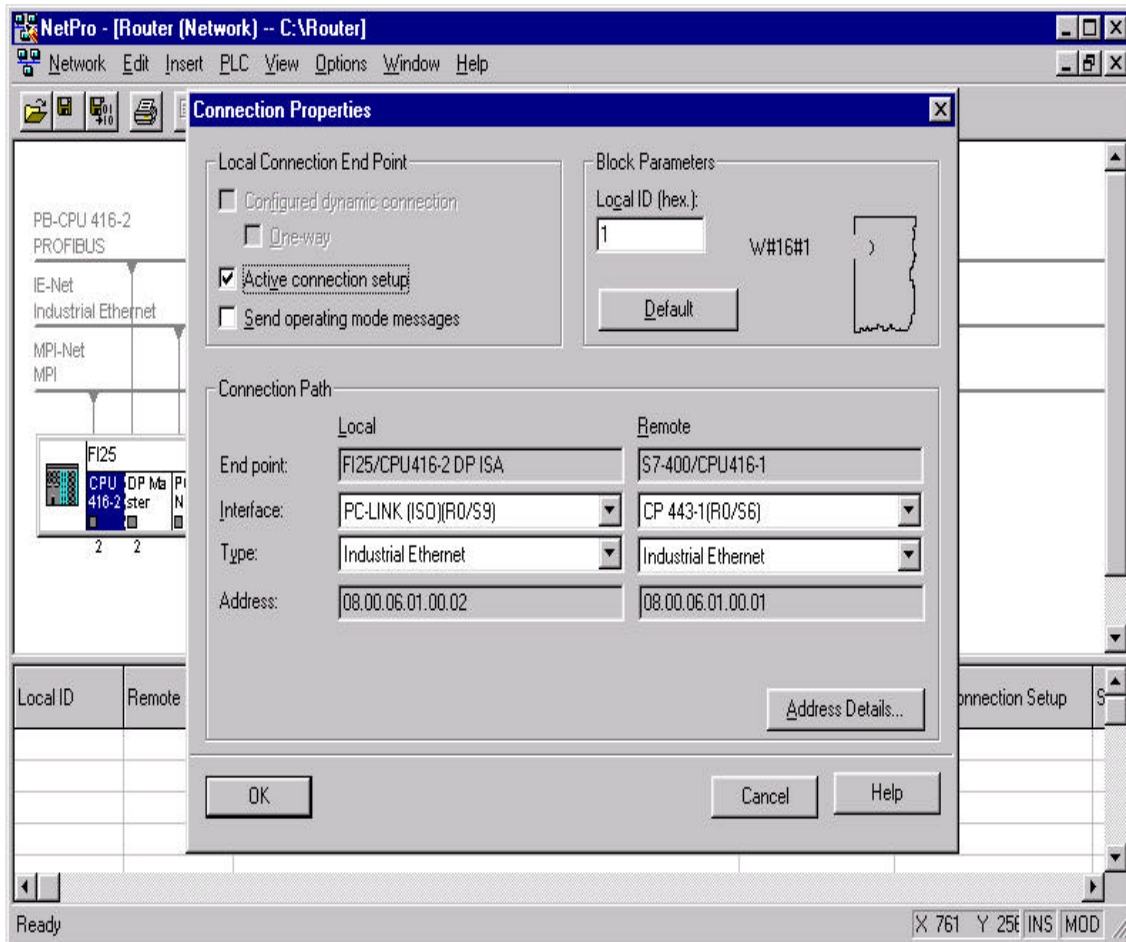 NetPro - [Router (Network) -- C:\Router]
Network Edit Insert PLC View Options Window Help
Connection Properties
Local Connection End Point
Configured dynamic connection
One-way
Active connection setup
Send operating mode messages
Block Parameters
Local ID (hex.):
1
W#16#1
Default
PB-CPU 416-2
PROFIBUS
IE-Net
Industrial Ethernet
MPI-Net
MPI
FI25
CPU 416-2
DP Master
2 2
Connection Path
Local Remote
End point: FI25/CPU416-2 DP ISA S7-400/CPU416-1
Interface: PC-LINK (ISO)(R0/S9) CP 443-1(R0/S6)
Type: Industrial Ethernet Industrial Ethernet
Address: 08.00.06.01.00.02 08.00.06.01.00.01
Address Details...
OK Cancel Help
Local ID Remote onnection Setup S
Ready X 761 Y 256 INS MOD